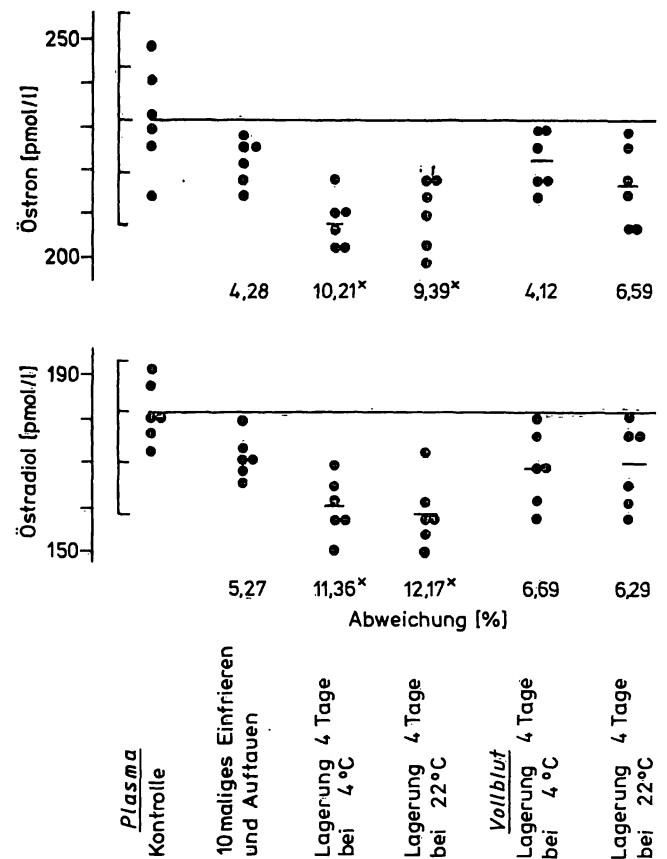 Östron [pmol/l]
250
200
4,28 10,21x 9,39x 4,12 6,59
Östradiol [pmol/l]
190
150
5,27 11,36x 12,17x 6,69 6,29
Abweichung [%]
Plasma
Kontrolle
10maliges Einfrieren
und Auftauen
Lagerung 4 Tage
bei 4°C
Lagerung 4 Tage
bei 22°C
Vollblut
Lagerung 4 Tage
bei 4°C
Lagerung 4 Tage
bei 22°C